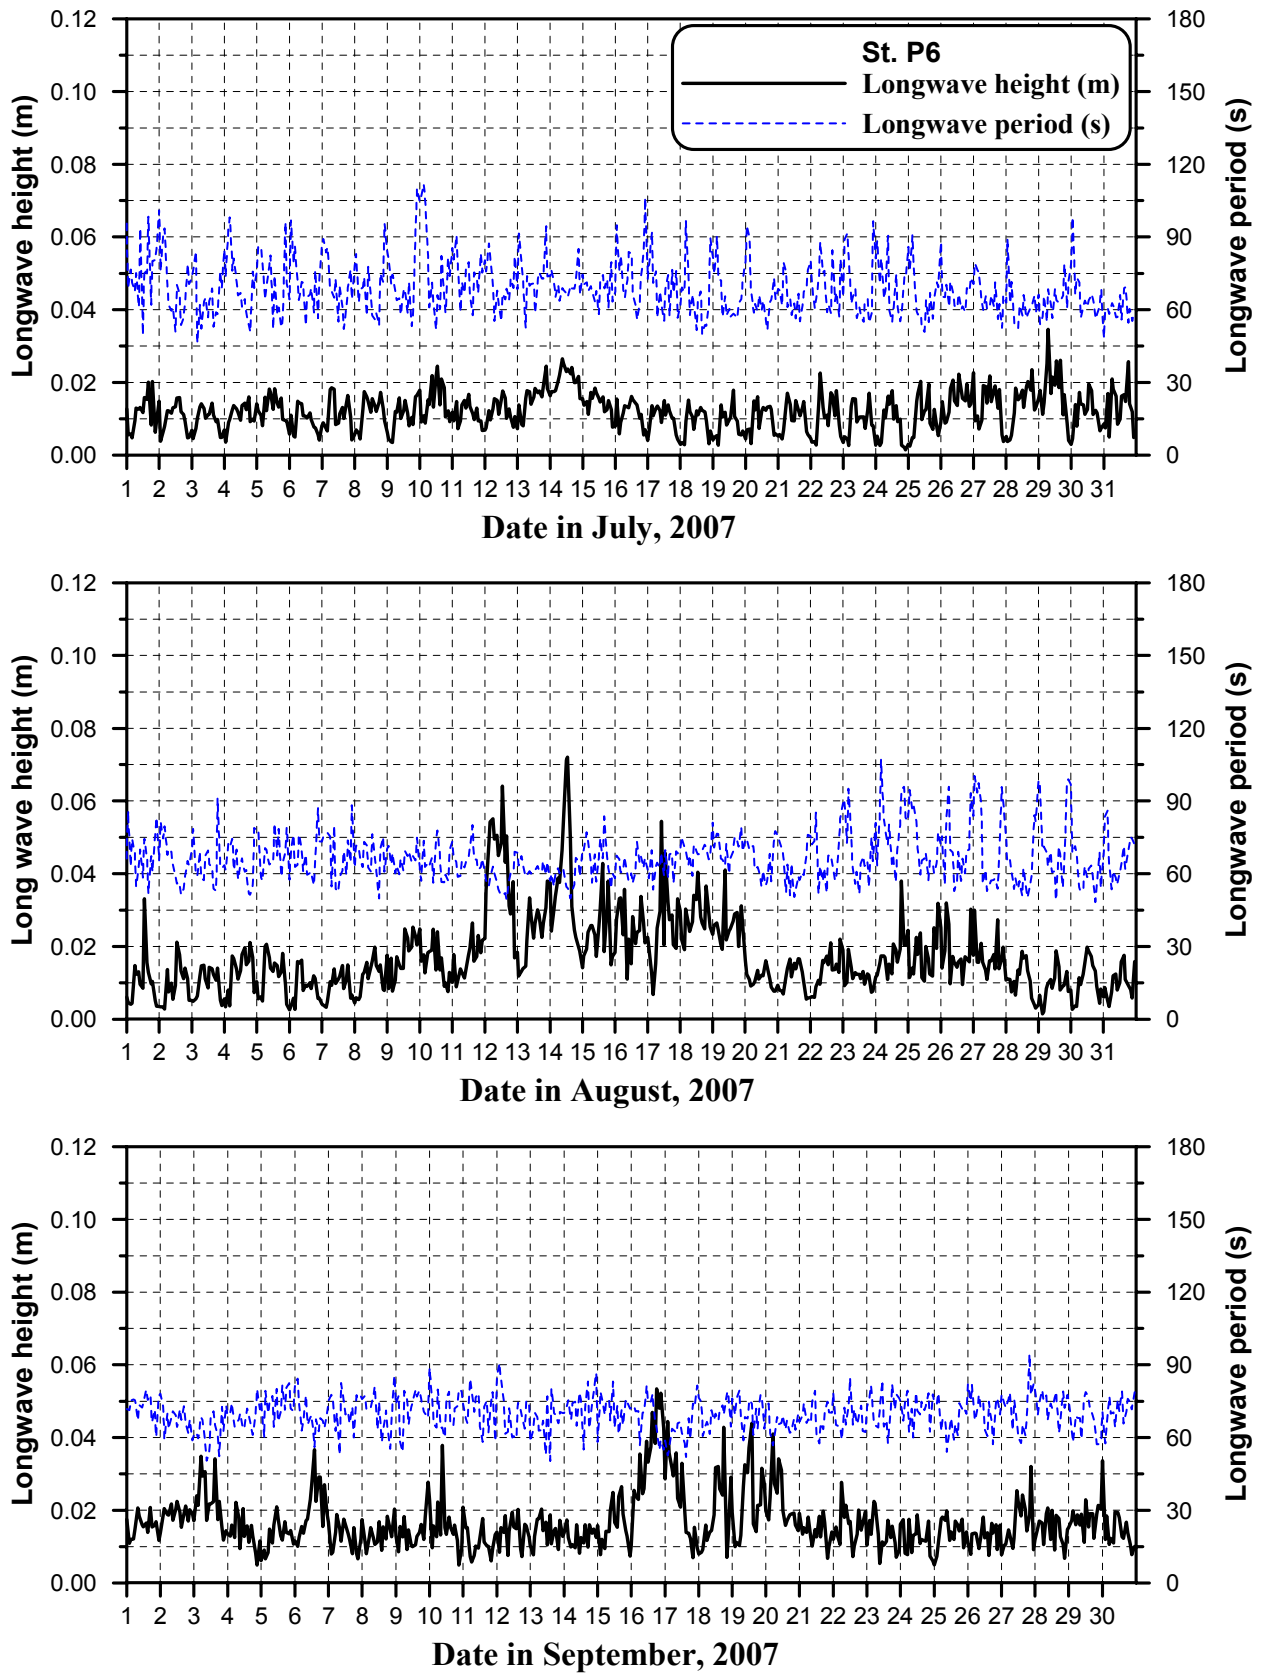 0.12
0.10
0.08
0.06
0.04
0.02
0.00
Longwave height (m)
St. P6
Longwave height (m)
Longwave period (s)
180
150
120
90
60
30
0
Longwave period (s)
1 2 3 4 5 6 7 8 9 10 11 12 13 14 15 16 17 18 19 20 21 22 23 24 25 26 27 28 29 30 31
Date in July, 2007
0.12
0.10
0.08
0.06
0.04
0.02
0.00
Long wave height (m)
180
150
120
90
60
30
0
Longwave period (s)
1 2 3 4 5 6 7 8 9 10 11 12 13 14 15 16 17 18 19 20 21 22 23 24 25 26 27 28 29 30 31
Date in August, 2007
0.12
0.10
0.08
0.06
0.04
0.02
0.00
Longwave height (m)
180
150
120
90
60
30
0
Longwave period (s)
1 2 3 4 5 6 7 8 9 10 11 12 13 14 15 16 17 18 19 20 21 22 23 24 25 26 27 28 29 30
Date in September, 2007